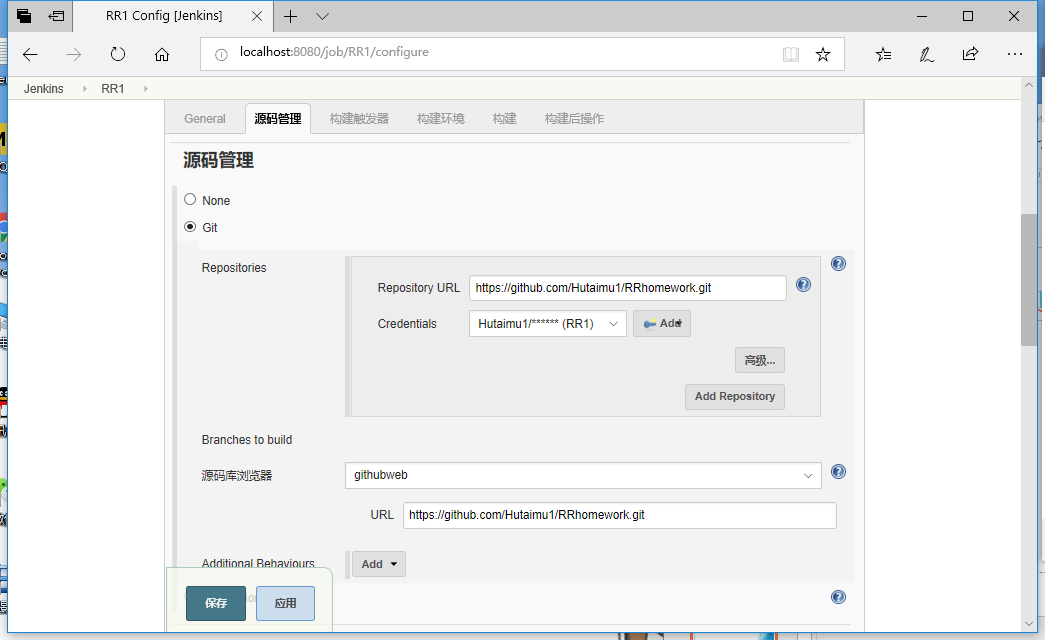 RR1 Config [Jenkins]
localhost:8080/job/RR1/configure
Jenkins
RR1
General 源码管理 构建触发器 构建环境 构建 构建后操作
源码管理
None
Git
Repositories
Repository URL https://github.com/Hutaimu1/RRhomework.git
Credentials Hutaimu1/****** (RR1) Add
高级...
Add Repository
Branches to build
源码库浏览器 githubweb
URL https://github.com/Hutaimu1/RRhomework.git
Additional Behaviours Add
保存 应用